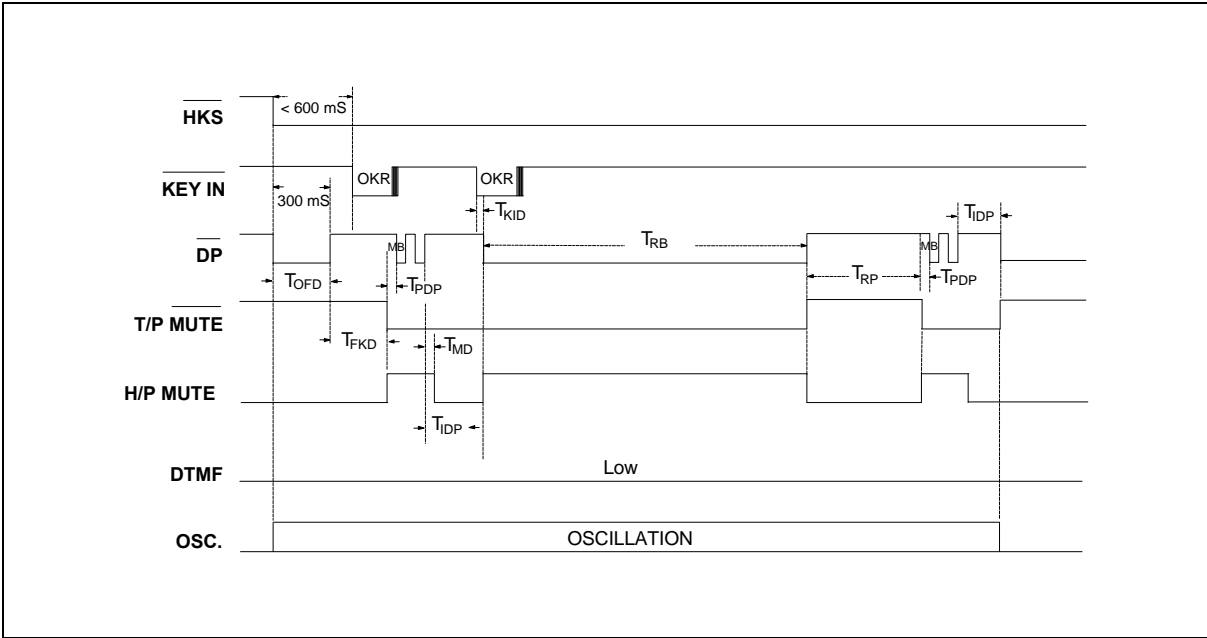 < 600 mS
HKS
OKR
OKR
KEY IN
300 mS
TKID
TIDP
DP
MB
TRB
MB
TOFD
TPDP
TRP
TPDP
T/P MUTE
TFKD
TMD
H/P MUTE
TIDP
Low
DTMF
OSC.
OSCILLATION